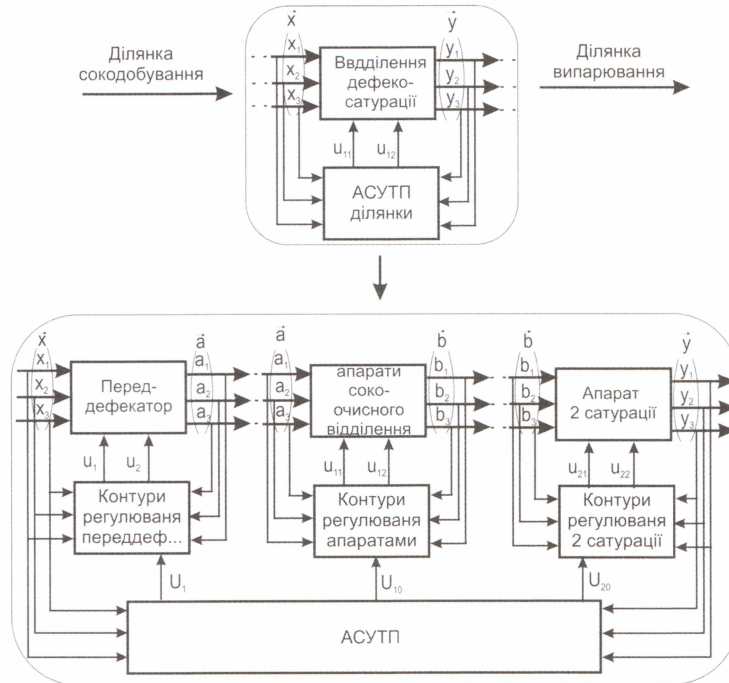 Ділянка
сокодобування
ẋ
x₁
x₂
x₃
Ввдділення
дефеко-
сатурації
ẏ
y₁
y₂
y₃
Ділянка
випарювання
u₁₁
u₁₂
АСУТП
ділянки
ẋ
x₁
x₂
x₃
Перед-
дефекатор
ȧ
a₁
a₂
a₃
ȧ
a₁
a₂
a₃
апарати
соко-
очисного
відділення
ḃ
b₁
b₂
b₃
ḃ
b₁
b₂
b₃
Апарат
2 сатурації
ẏ
y₁
y₂
y₃
u₁
u₂
u₁₁
u₁₂
u₂₁
u₂₂
Контури
регулюваня
переддеф...
Контури
регулюваня
апаратами
Контури
регулюваня
2 сатурації
U₁
U₁₀
U₂₀
АСУТП